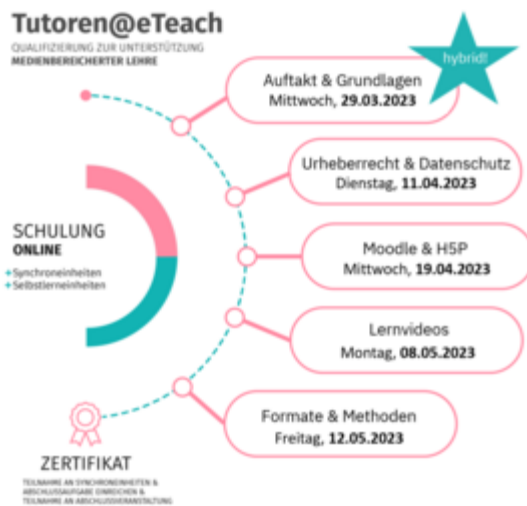 Tutoren@eTeach
QUALIFIZIERUNG ZUR UNTERSTÜTZUNG
MEDIENBEREICHERTER LEHRE
hybrid!
Auftakt & Grundlagen
Mittwoch, 29.03.2023
Urheberrecht & Datenschutz
Dienstag, 11.04.2023
SCHULUNG
ONLINE
+Synchroneinheiten
+Selbstlerneinheiten
Moodle & H5P
Mittwoch, 19.04.2023
Lernvideos
Montag, 08.05.2023
Formate & Methoden
Freitag, 12.05.2023
ZERTIFIKAT
TEILNAHME AN SYNCHRONEINHEITEN &
ABSCHLUSSAUFGABE EINREICHEN &
TEILNAHME AN ABSCHLUSSVERANSTALTUNG